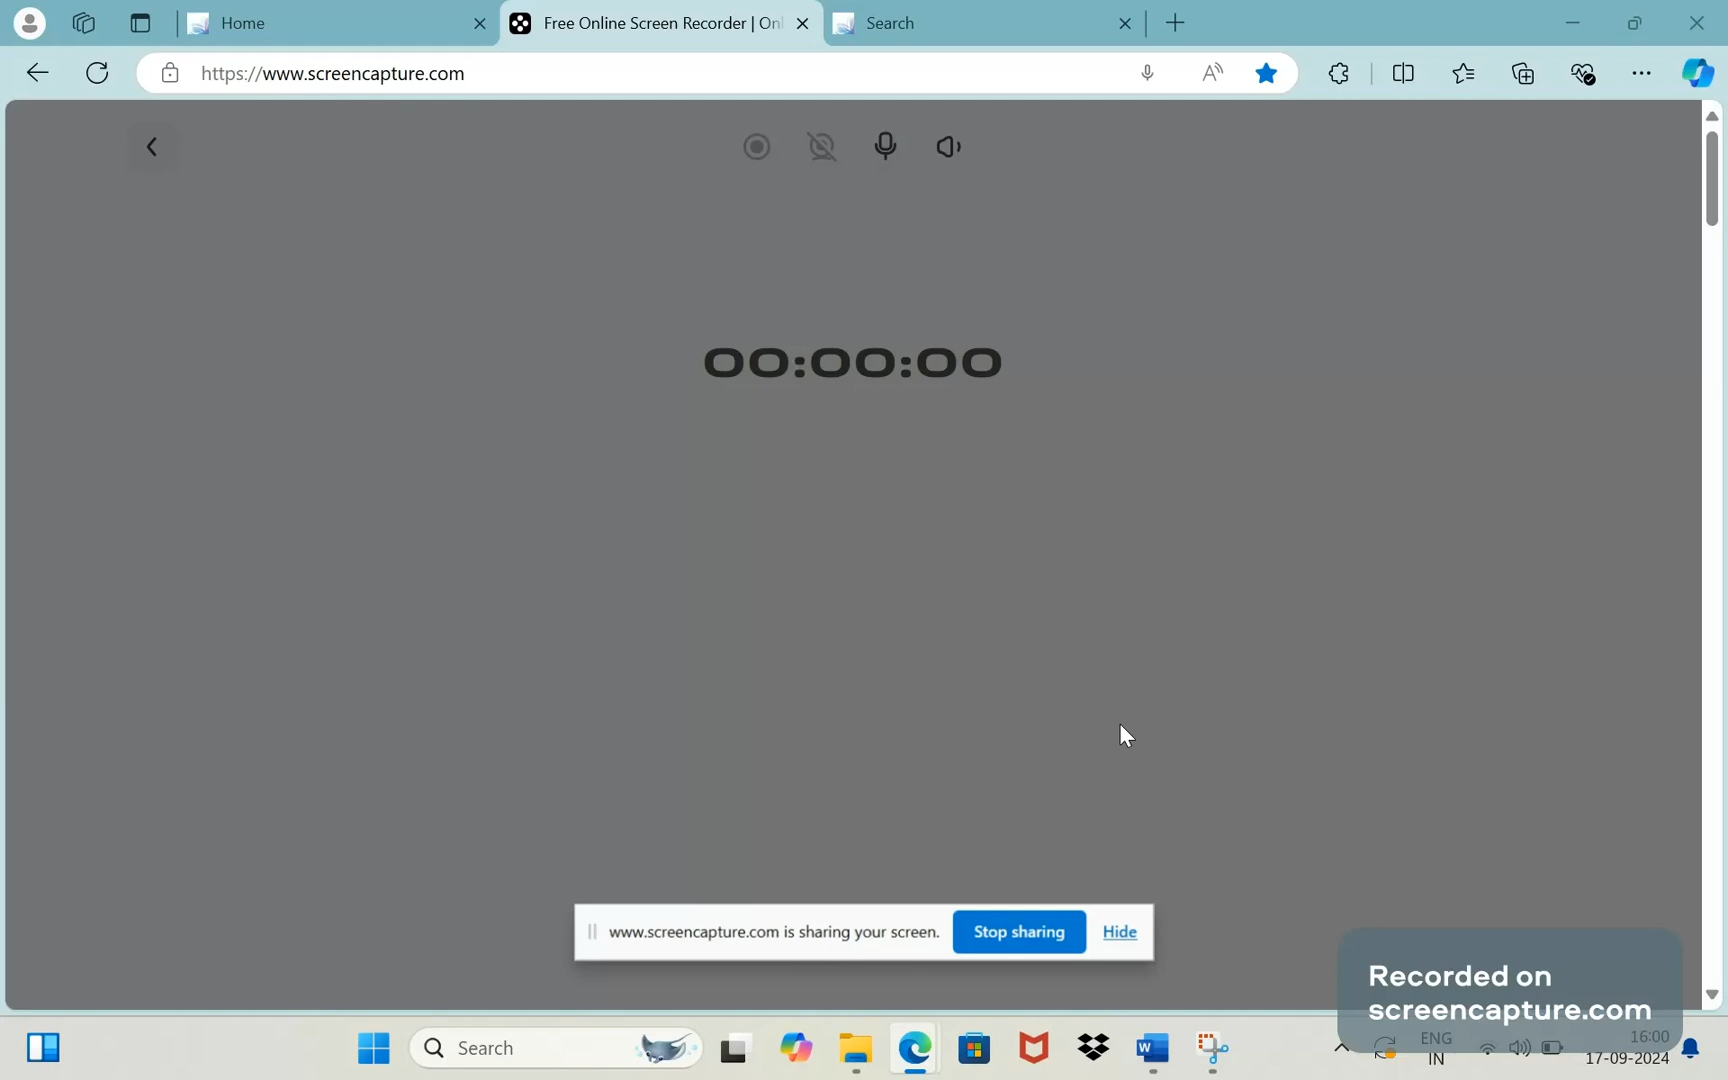 Home
Free Online Screen Recorder | Onl
Search
https://www.screencapture.com
00:00:00
www.screencapture.com is sharing your screen.
Stop sharing
Hide
Recorded on
screencapture.com
Search
ENG
IN
16:00
17-09-2024